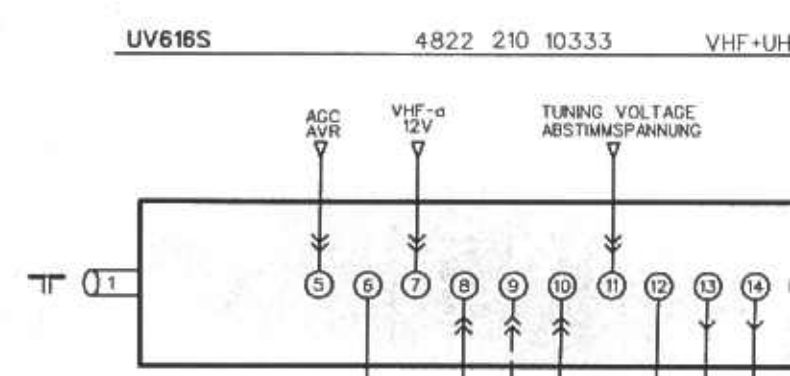 UV616S 4822 210 10333 VHF+UH
AGC
AVR
VHF-a
12V
TUNING VOLTAGE
ABSTIMMSPANNUNG
1 5 6 7 8 9 10 11 12 13 14